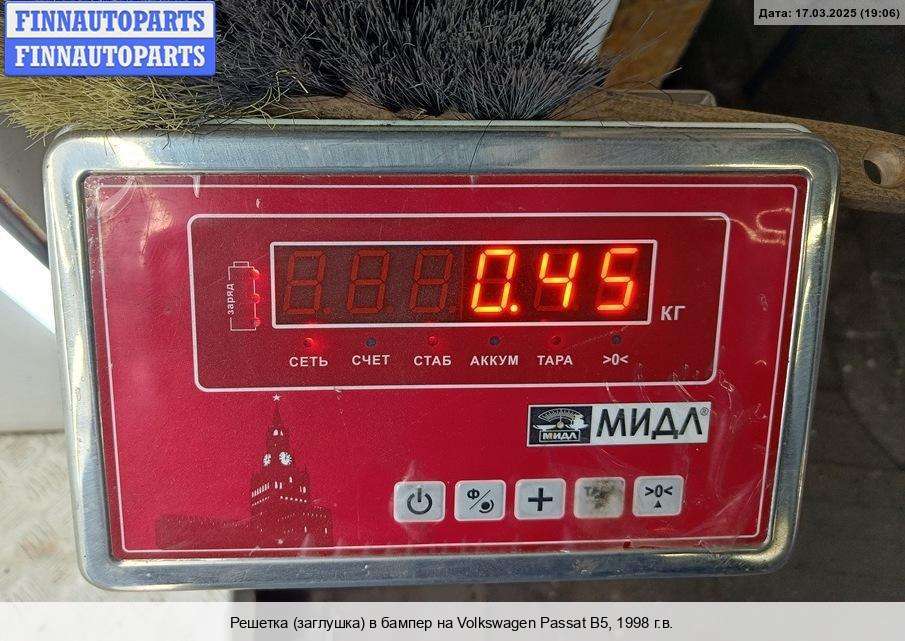 FINNAUTOPARTS
FINNAUTOPARTS
Дата: 17.03.2025 (19:06)
заряд
0.45
КГ
СЕТЬ СЧЕТ СТАБ АККУМ ТАРА >0<
МИДЛ МИДЛ®
Ф +
>0<
Решетка (заглушка) в бампер на Volkswagen Passat B5, 1998 г.в.